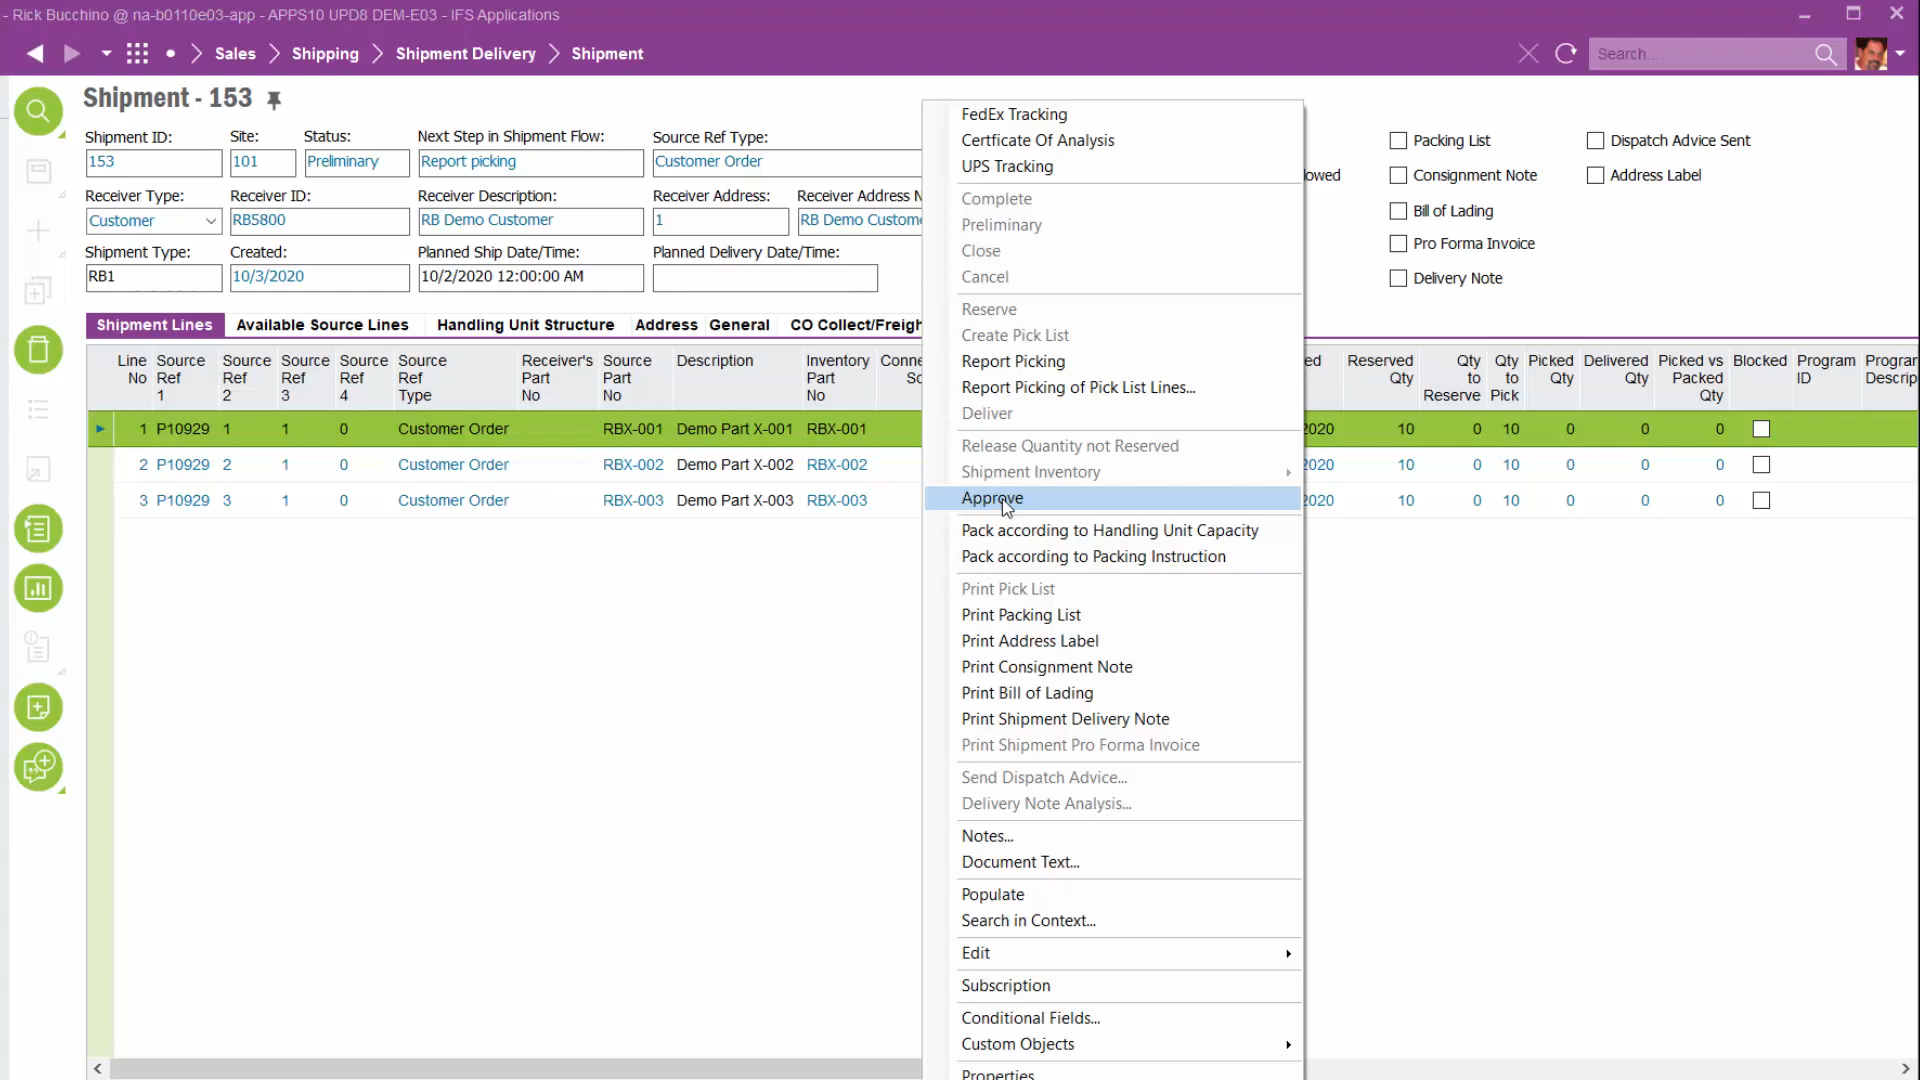 - Rick Bucchino @ na-b0110e03-app - APPS10 UPD8 DEM-E03 - IFS Applications
Sales
Shipping
Shipment Delivery
Shipment
Search...
Shipment - 153
Shipment ID:
Site:
Status:
Next Step in Shipment Flow:
Source Ref Type:
153
101
Preliminary
Report picking
Customer Order
Receiver Type:
Receiver ID:
Receiver Description:
Receiver Address:
Receiver Address N
Customer
RB5800
RB Demo Customer
1
RB Demo Custome
Shipment Type:
Created:
Planned Ship Date/Time:
Planned Delivery Date/Time:
RB1
10/3/2020
10/2/2020 12:00:00 AM
lowed
Packing List
Dispatch Advice Sent
Consignment Note
Address Label
Bill of Lading
Pro Forma Invoice
Delivery Note
Shipment Lines
Available Source Lines
Handling Unit Structure
Address
General
CO Collect/Freigh
Line No
Source Ref 1
Source Ref 2
Source Ref 3
Source Ref 4
Source Ref Type
Receiver's Part No
Source Part No
Description
Inventory Part No
Conne
So
ed
Reserved Qty
Qty to Reserve
Qty to Pick
Picked Qty
Delivered Qty
Picked vs Packed Qty
Blocked
Program ID
Program
Descrip
1 P10929 1 1 0 Customer Order RBX-001 Demo Part X-001 RBX-001 2020 10 0 10 0 0 0
2 P10929 2 1 0 Customer Order RBX-002 Demo Part X-002 RBX-002 2020 10 0 10 0 0 0
3 P10929 3 1 0 Customer Order RBX-003 Demo Part X-003 RBX-003 2020 10 0 10 0 0 0
FedEx Tracking
Certficate Of Analysis
UPS Tracking
Complete
Preliminary
Close
Cancel
Reserve
Create Pick List
Report Picking
Report Picking of Pick List Lines...
Deliver
Release Quantity not Reserved
Shipment Inventory
Approve
Pack according to Handling Unit Capacity
Pack according to Packing Instruction
Print Pick List
Print Packing List
Print Address Label
Print Consignment Note
Print Bill of Lading
Print Shipment Delivery Note
Print Shipment Pro Forma Invoice
Send Dispatch Advice...
Delivery Note Analysis...
Notes...
Document Text...
Populate
Search in Context...
Edit
Subscription
Conditional Fields...
Custom Objects
Properties